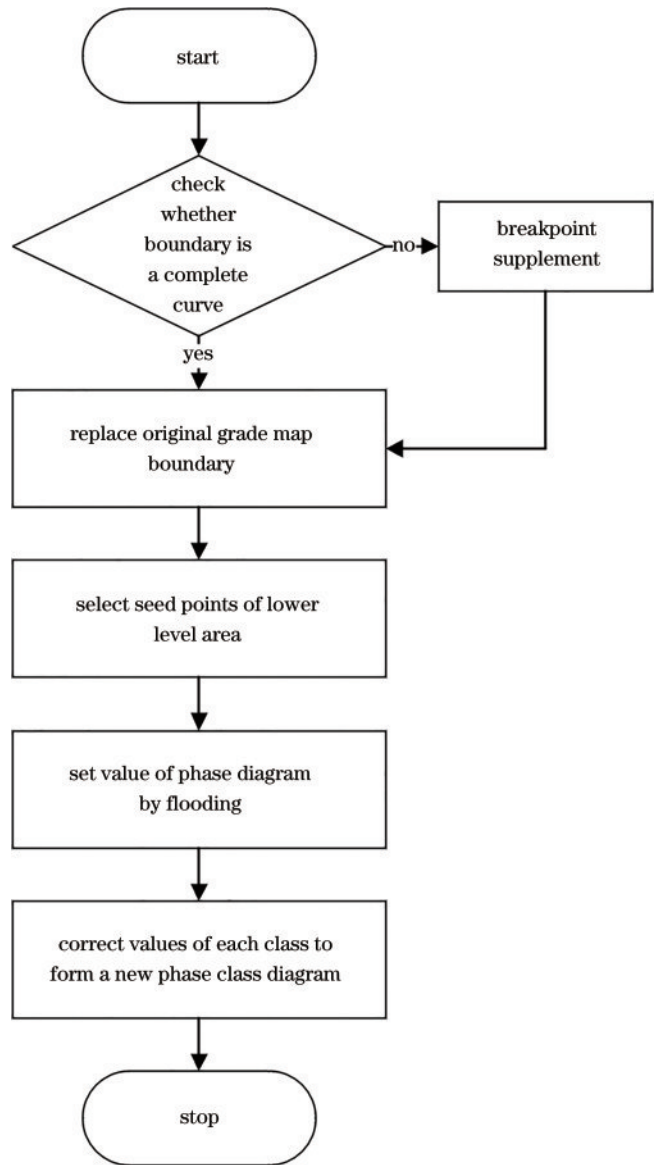 start
check
whether
boundary is
a complete
curve
no
breakpoint
supplement
yes
replace original grade map
boundary
select seed points of lower
level area
set value of phase diagram
by flooding
correct values of each class to
form a new phase class diagram
stop